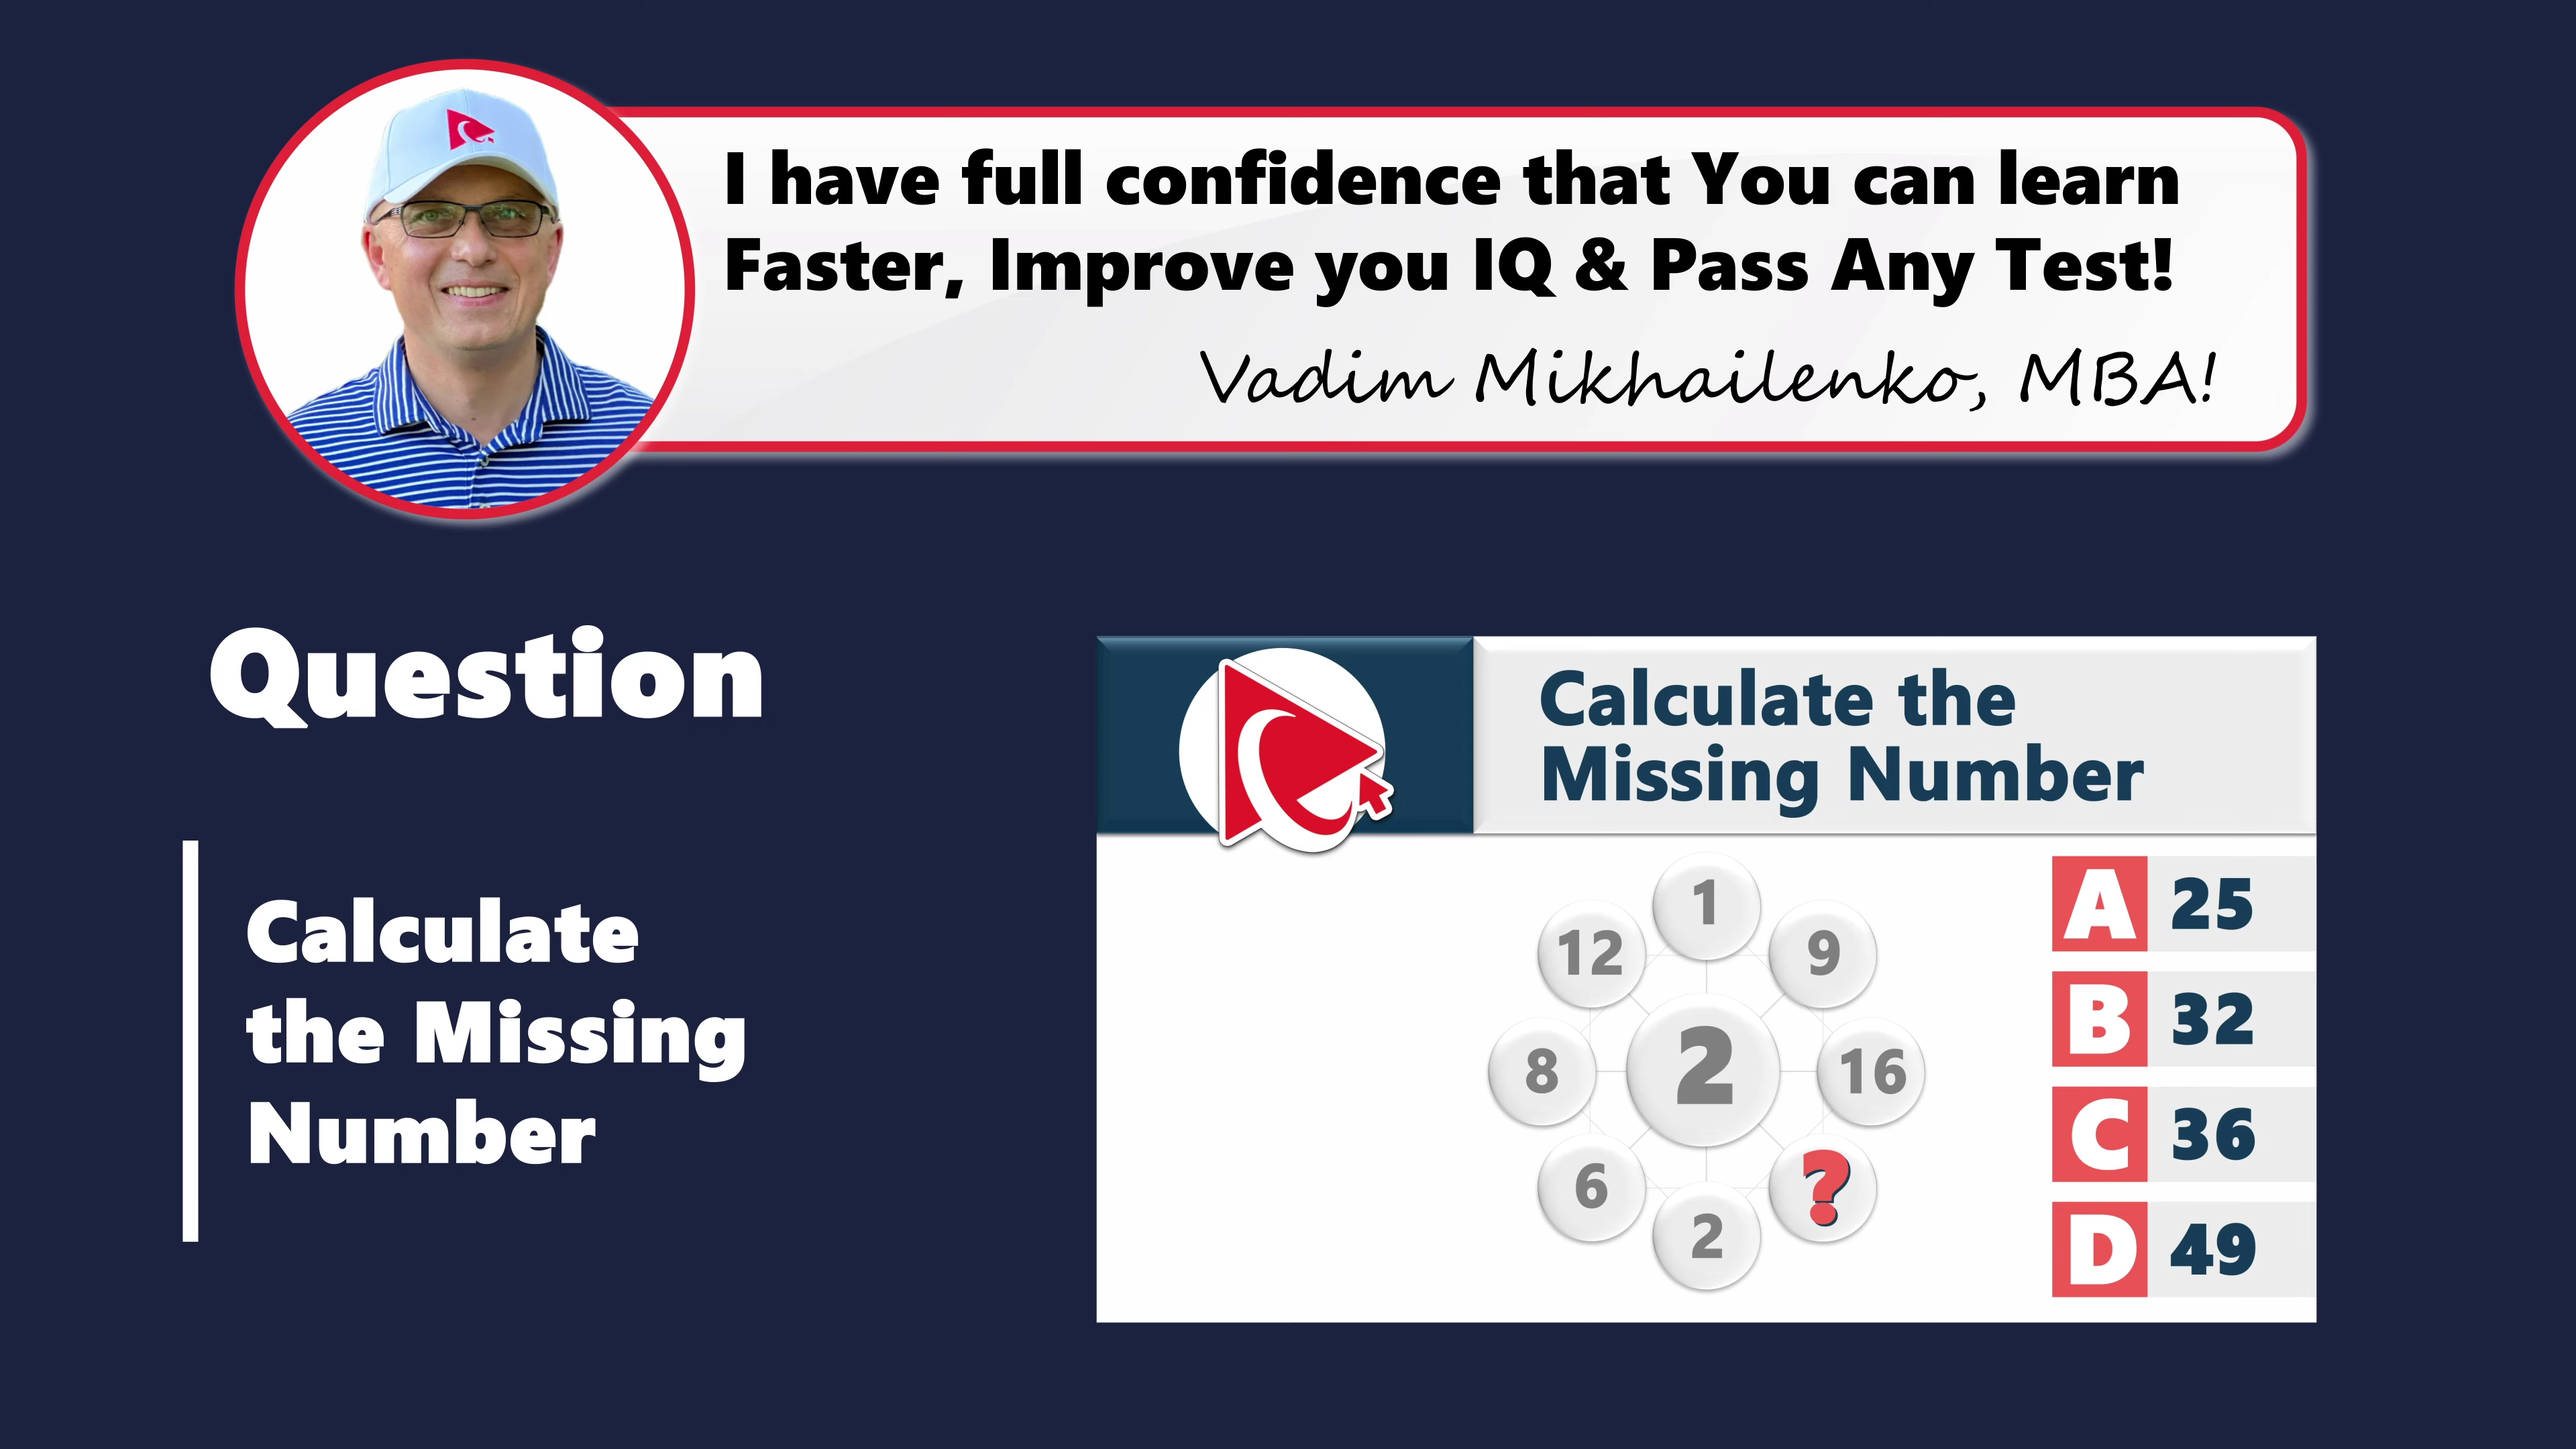 I have full confidence that You can learn
Faster, Improve you IQ & Pass Any Test!
Vadim Mikhailenko, MBA!
Question
Calculate
the Missing
Number
Calculate the
Missing Number
1
12
9
8
2
16
6
?
2
A 25
B 32
C 36
D 49